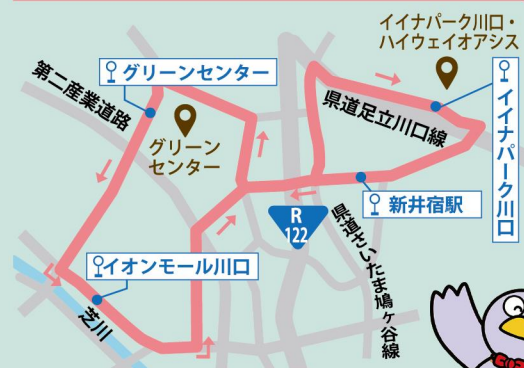 イイナパーク川口・
ハイウェイオアシス
グリーンセンター
第二産業道路
グリーン
センター
県道足立川口線
イイナパーク川口
新井宿駅
R
122
県道さいたま鳩ヶ谷線
イオンモール川口
芝川